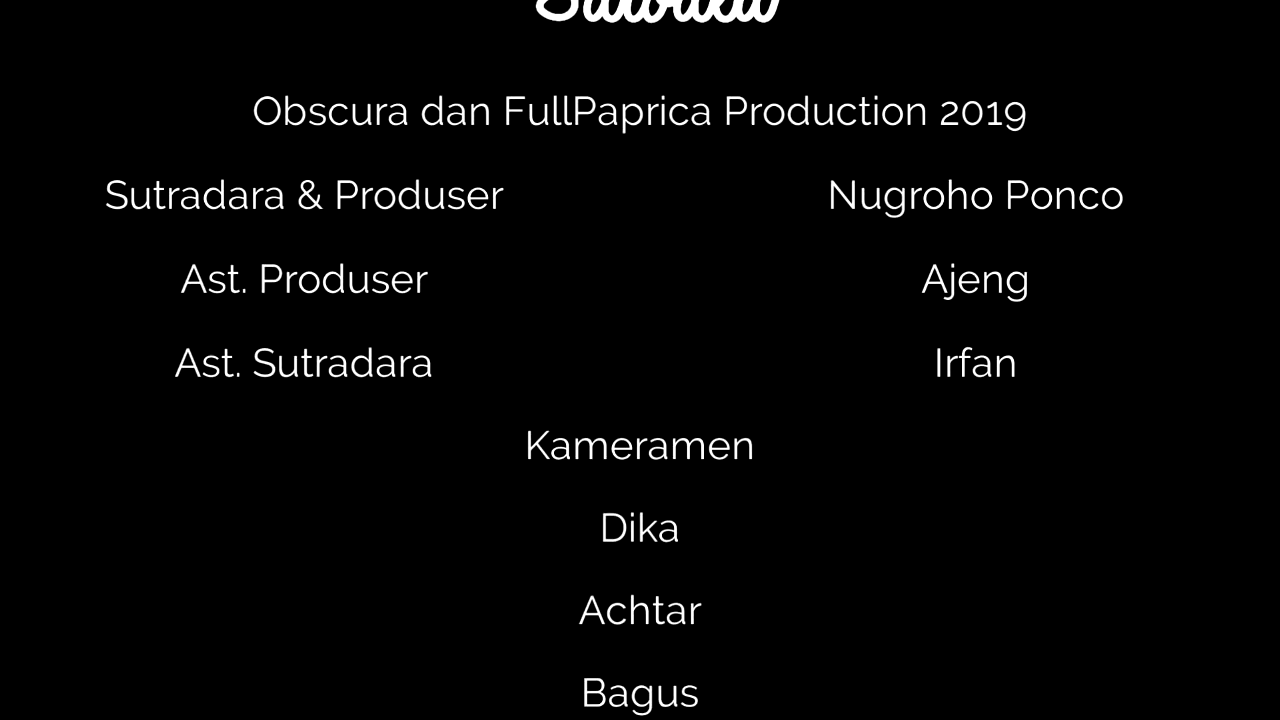 Obscura dan FullPaprica Production 2019
Sutradara & Produser Nugroho Ponco
Ast. Produser Ajeng
Ast. Sutradara Irfan
Kameramen
Dika
Achtar
Bagus